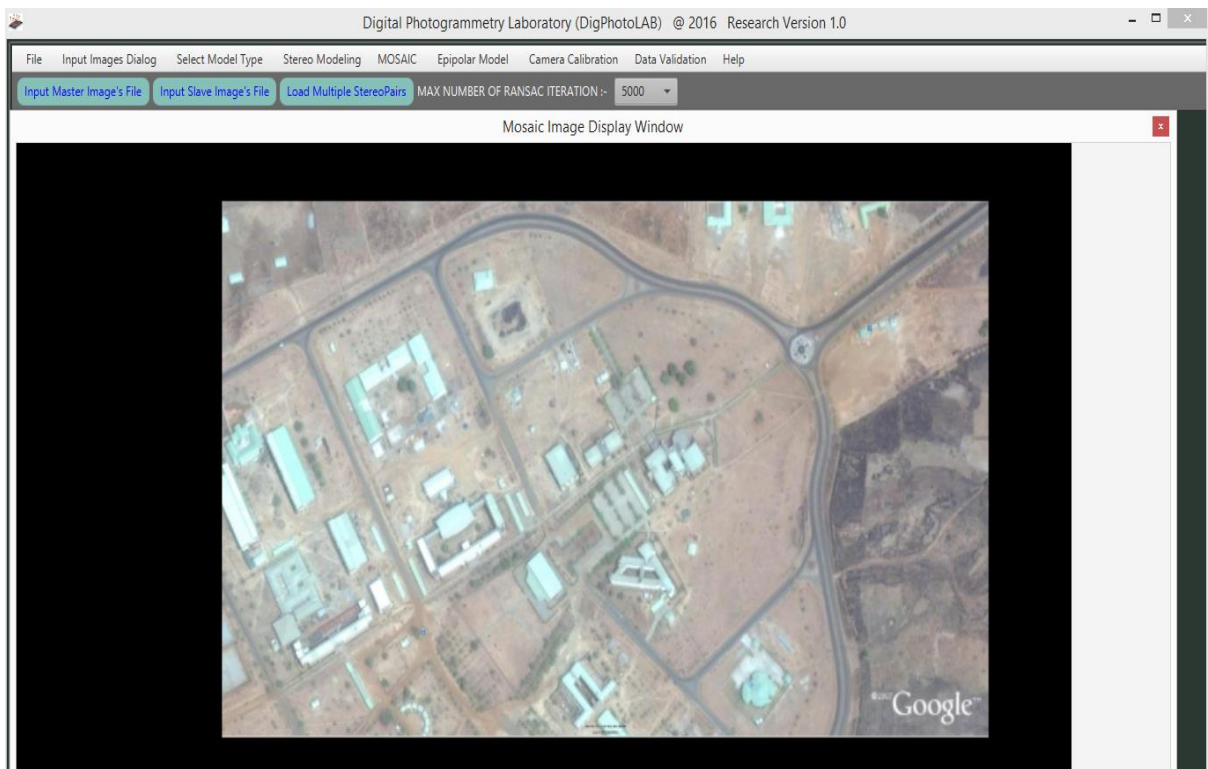 Digital Photogrammetry Laboratory (DigPhotoLAB) @ 2016 Research Version 1.0
File Input Images Dialog Select Model Type Stereo Modeling MOSAIC Epipolar Model Camera Calibration Data Validation Help
Input Master Image's File Input Slave Image's File Load Multiple StereoPairs MAX NUMBER OF RANSAC ITERATION :- 5000
Mosaic Image Display Window
Google™